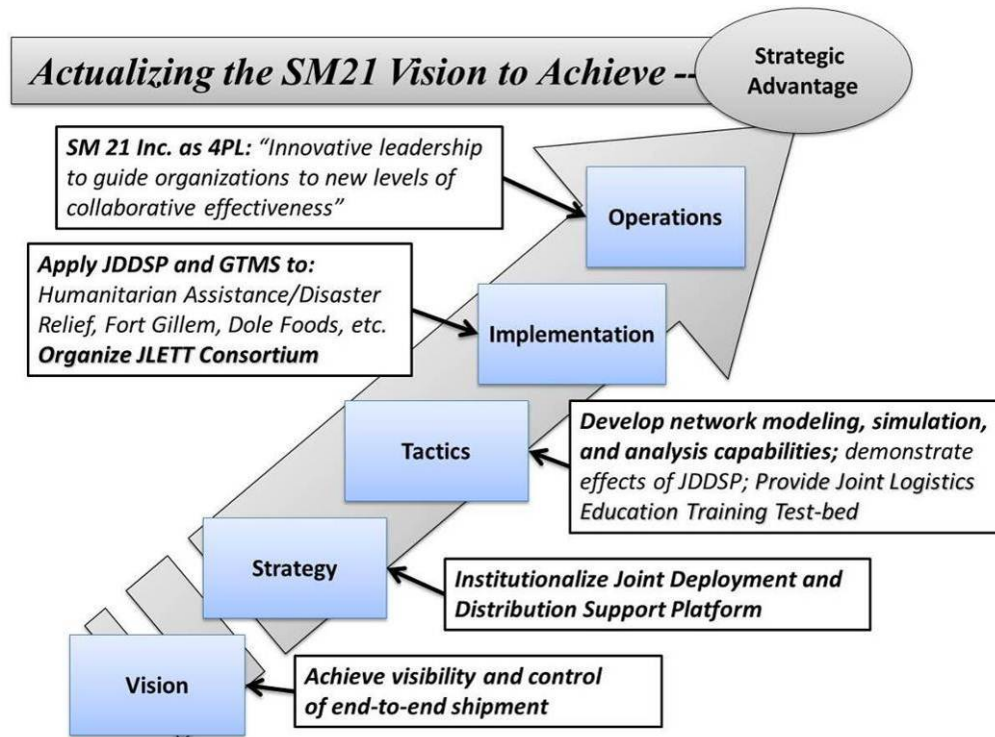 Actualizing the SM21 Vision to Achieve --
Strategic
Advantage
SM 21 Inc. as 4PL: “Innovative leadership
to guide organizations to new levels of
collaborative effectiveness”
Operations
Apply JDDSP and GTMS to:
Humanitarian Assistance/Disaster
Relief, Fort Gillem, Dole Foods, etc.
Organize JLETT Consortium
Implementation
Tactics
Develop network modeling, simulation,
and analysis capabilities; demonstrate
effects of JDDSP; Provide Joint Logistics
Education Training Test-bed
Strategy
Institutionalize Joint Deployment and
Distribution Support Platform
Vision
Achieve visibility and control
of end-to-end shipment